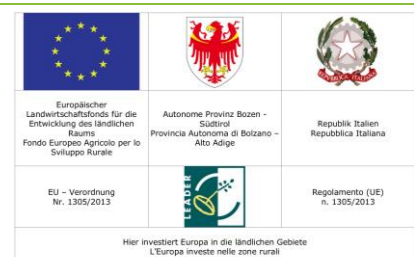 Europäischer
Landwirtschaftsfonds für die
Entwicklung des ländlichen
Raums
Fondo Europeo Agricolo per lo
Sviluppo Rurale
Autonome Provinz Bozen -
Südtirol
Provincia Autonoma di Bolzano –
Alto Adige
Republik Italien
Repubblica Italiana
EU – Verordnung
Nr. 1305/2013
LEADER
Regolamento (UE)
n. 1305/2013
Hier investiert Europa in die ländlichen Gebiete
L'Europa investe nelle zone rurali